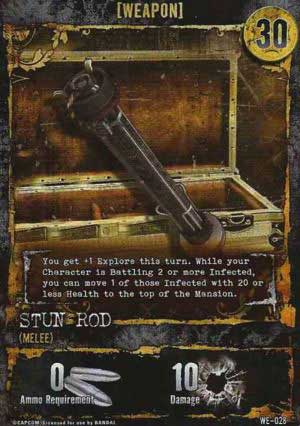 [WEAPON]
30
You get +1 Explore this turn. While your
Character is Battling 2 or more Infected,
you can move 1 of those Infected with 20 or
less Health to the top of the Mansion.
STUN ROD
(MELEE)
0
Ammo Requirement
10
Damage
©CAPCOM Licensed for use by BANDAI
WE-028